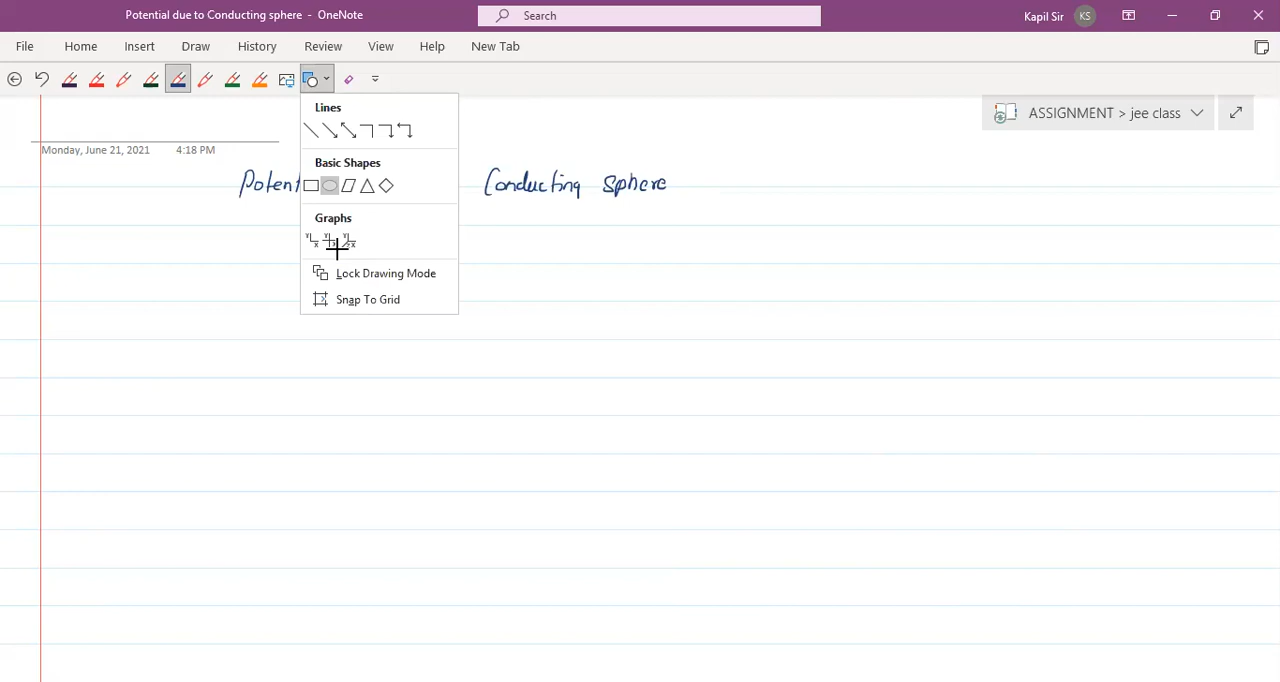 Potential due to Conducting sphere - OneNote
Search
Kapil Sir
KS
File Home Insert Draw History Review View Help New Tab
Lines
ASSIGNMENT > jee class
Monday, June 21, 2021 4:18 PM
Basic Shapes
Potent Conducting sphere
Graphs
Lock Drawing Mode
Snap To Grid